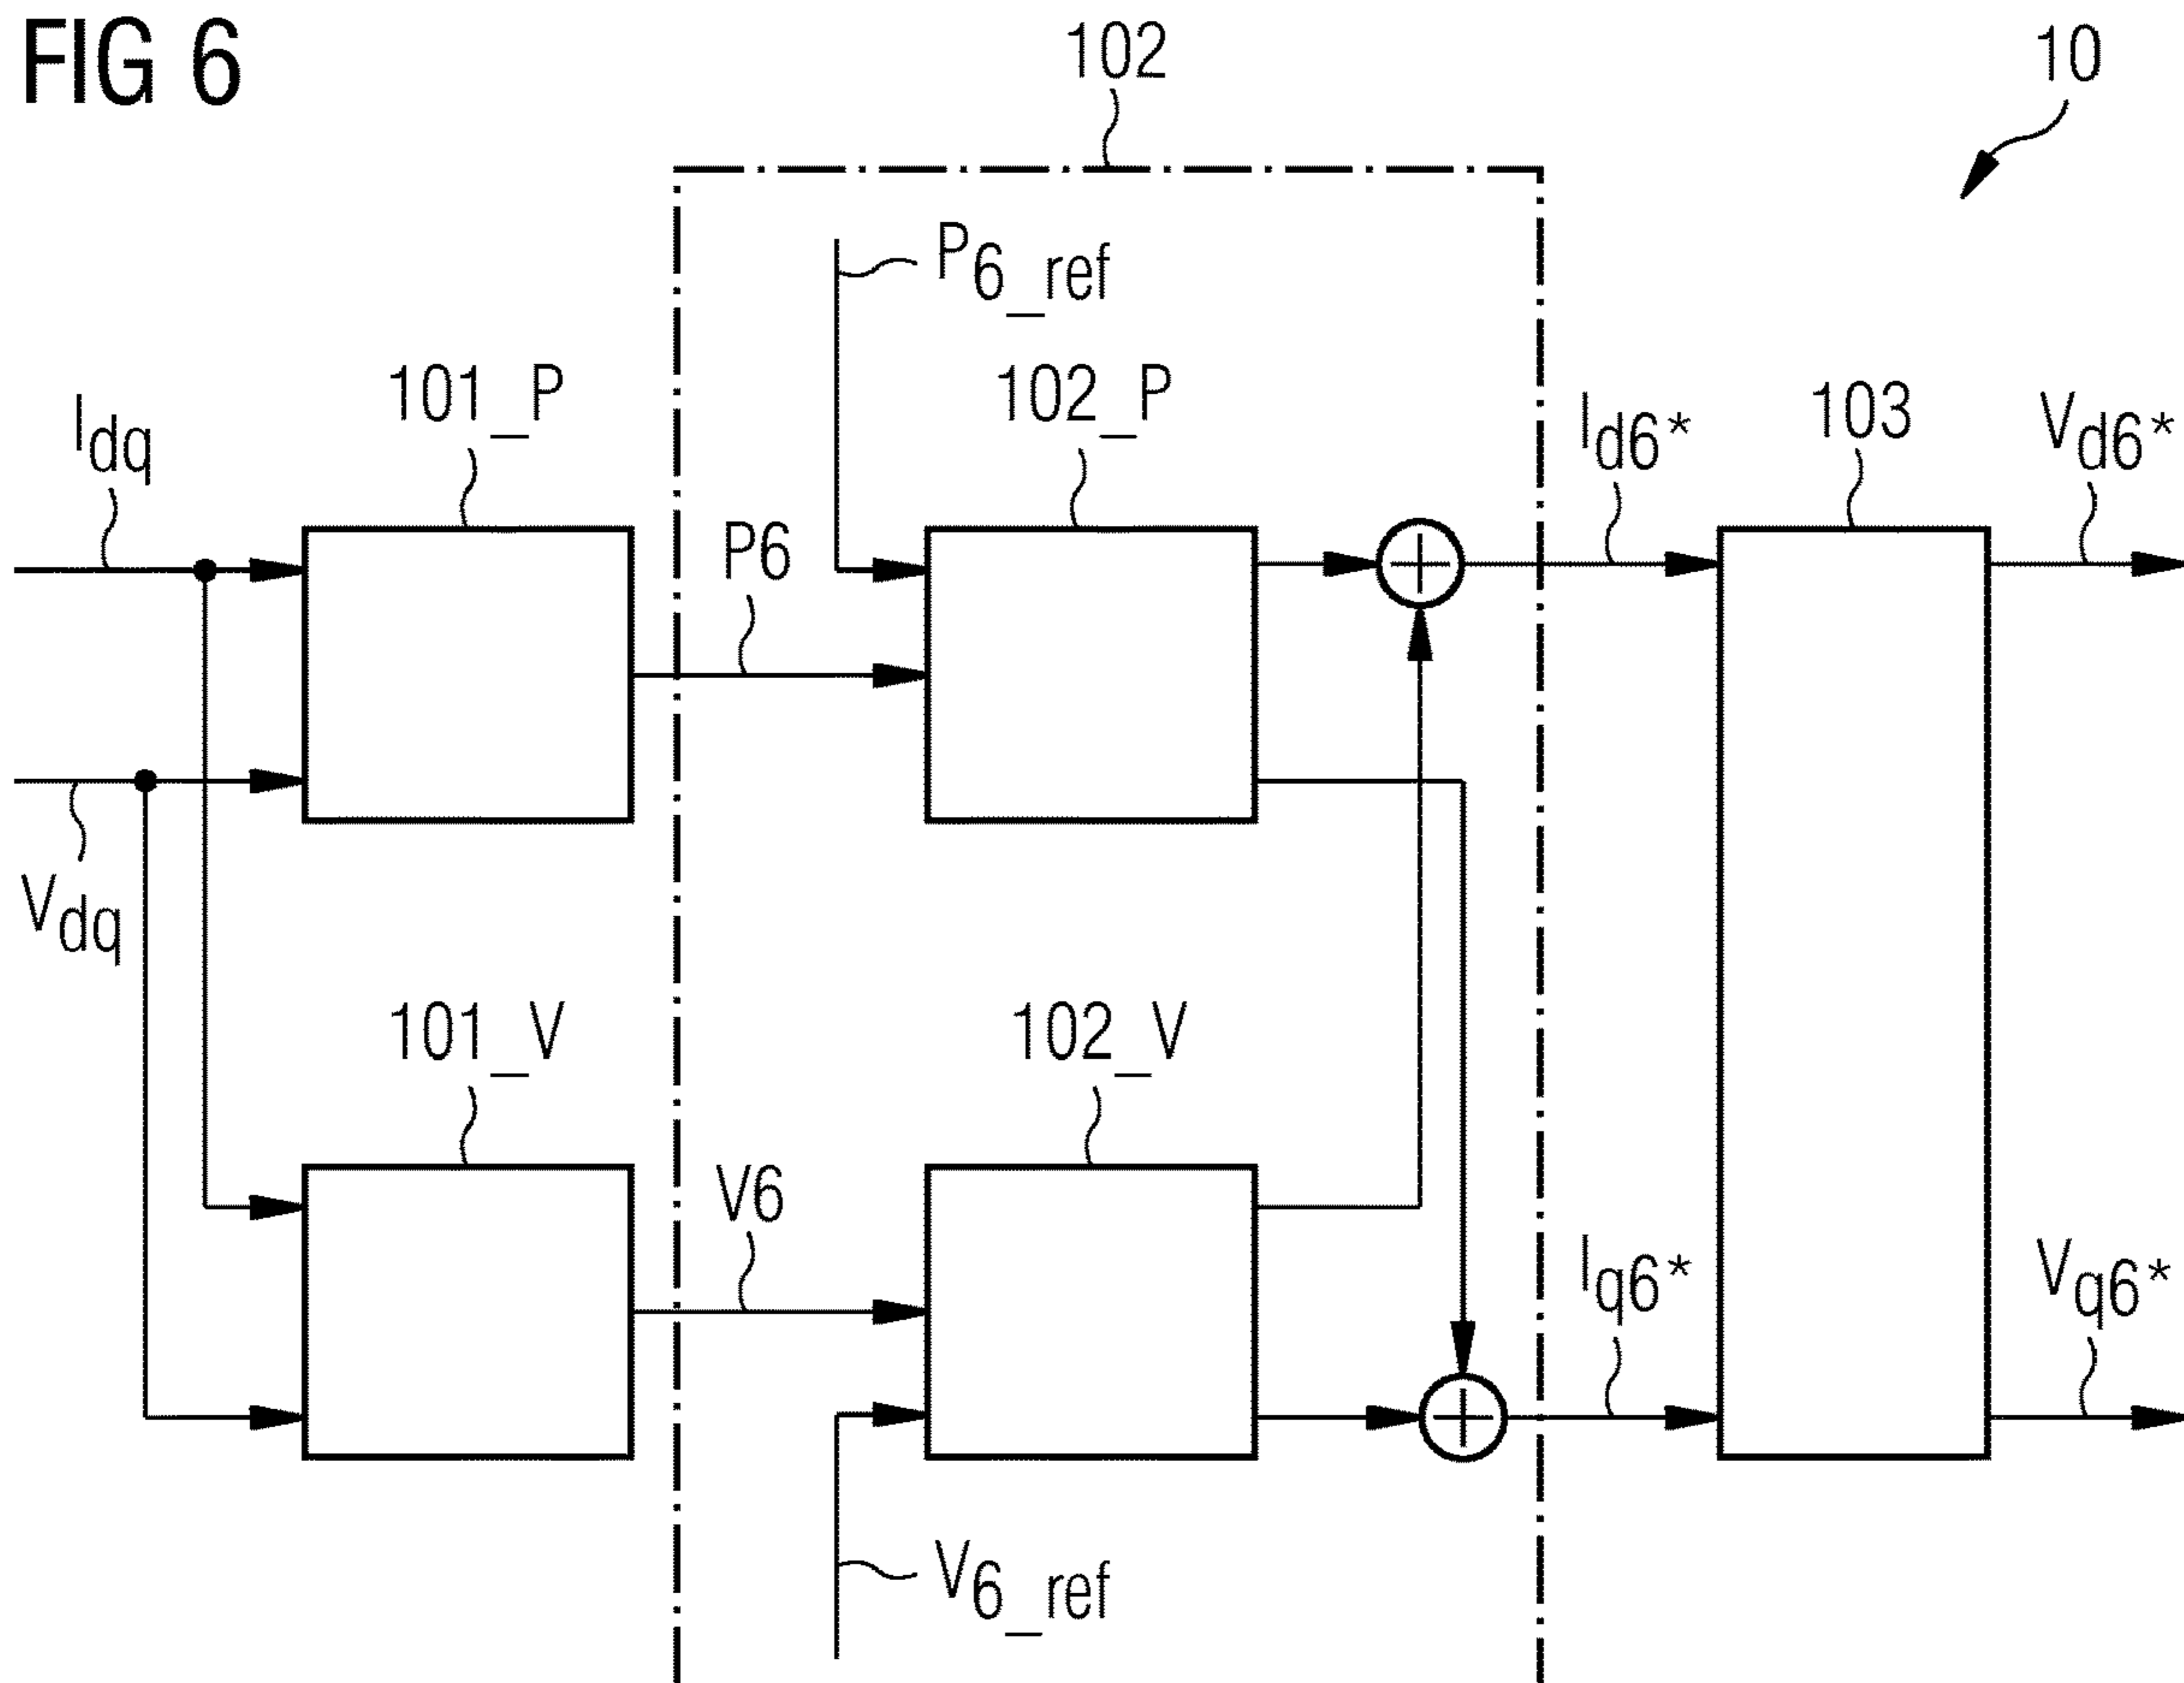 FIG 6
102
10
P6_ref
101_P
102_P
103
Idq
Id6*
Vd6*
P6
Vdq
101_V
102_V
V6
Iq6*
Vq6*
V6_ref